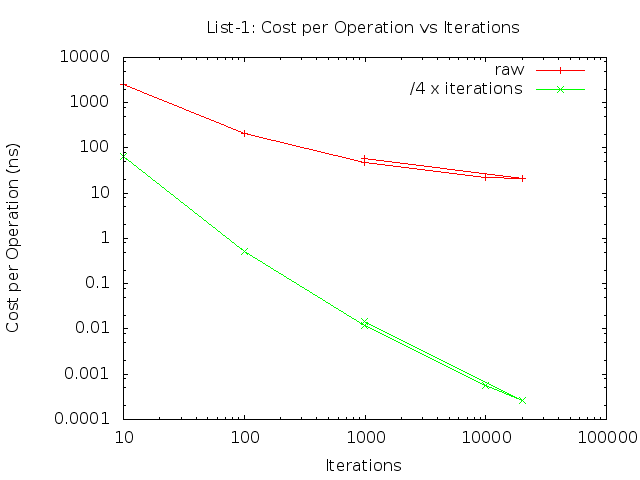 List-1: Cost per Operation vs Iterations
raw
/4 x iterations
Cost per Operation (ns)
10000
1000
100
10
1
0.1
0.01
0.001
0.0001
10
100
1000
10000
100000
Iterations